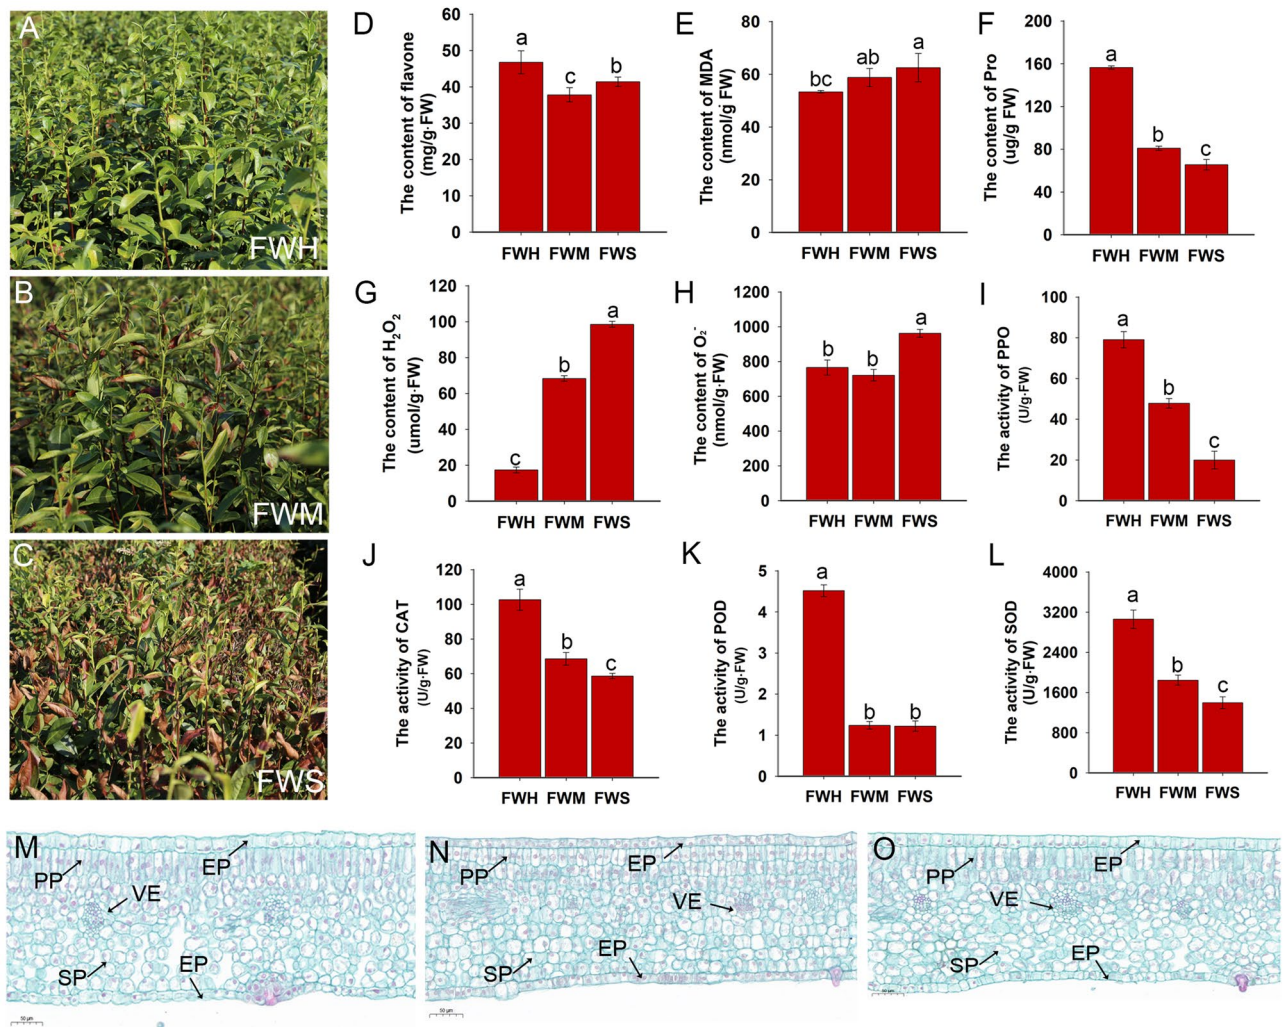 A
FWH
B
FWM
C
FWS
D
The content of flavone
(mg/g·FW)
60
50
40
30
20
10
0
a
c
b
FWH FWM FWS
E
The content of MDA
(nmol/g FW)
80
60
40
20
0
bc
ab
a
FWH FWM FWS
F
The content of Pro
(ug/g FW)
200
160
120
80
40
0
a
b
c
FWH FWM FWS
G
The content of H2O2
(umol/g·FW)
120
100
80
60
40
20
0
c
b
a
FWH FWM FWS
H
The content of O2-
(nmol/g·FW)
1200
1000
800
600
400
200
0
b
b
a
FWH FWM FWS
I
The activity of PPO
(U/g·FW)
100
80
60
40
20
0
a
b
c
FWH FWM FWS
J
The activity of CAT
(U/g·FW)
120
100
80
60
40
20
0
a
b
c
FWH FWM FWS
K
The activity of POD
(U/g·FW)
5
4
3
2
1
0
a
b
b
FWH FWM FWS
L
The activity of SOD
(U/g·FW)
4000
3200
2400
1600
800
0
a
b
c
FWH FWM FWS
M
EP
PP
VE
SP
EP
50 µm
N
EP
PP
VE
EP
SP
50 µm
O
EP
PP
VE
EP
SP
50 µm